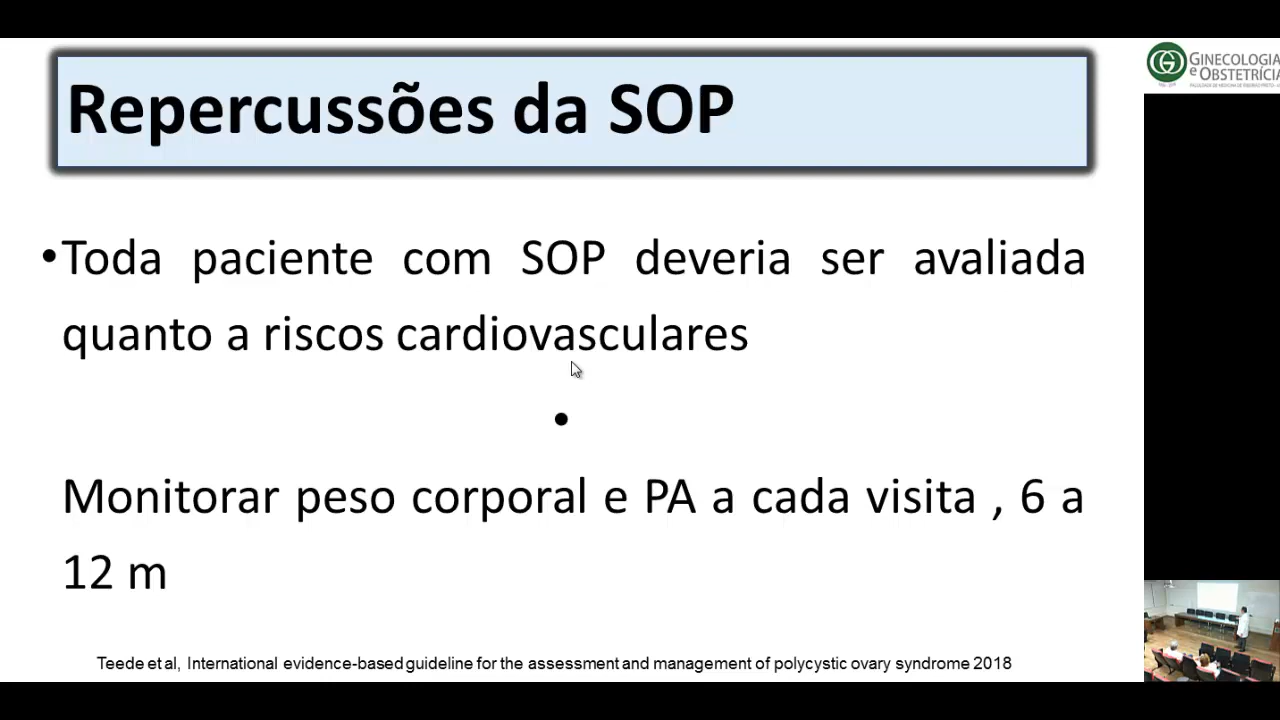 Repercussões da SOP
GINECOLOGIA
e OBSTETRÍCIA
•Toda paciente com SOP deveria ser avaliada
quanto a riscos cardiovasculares
•
Monitorar peso corporal e PA a cada visita , 6 a
12 m
Teede et al, International evidence-based guideline for the assessment and management of polycystic ovary syndrome 2018